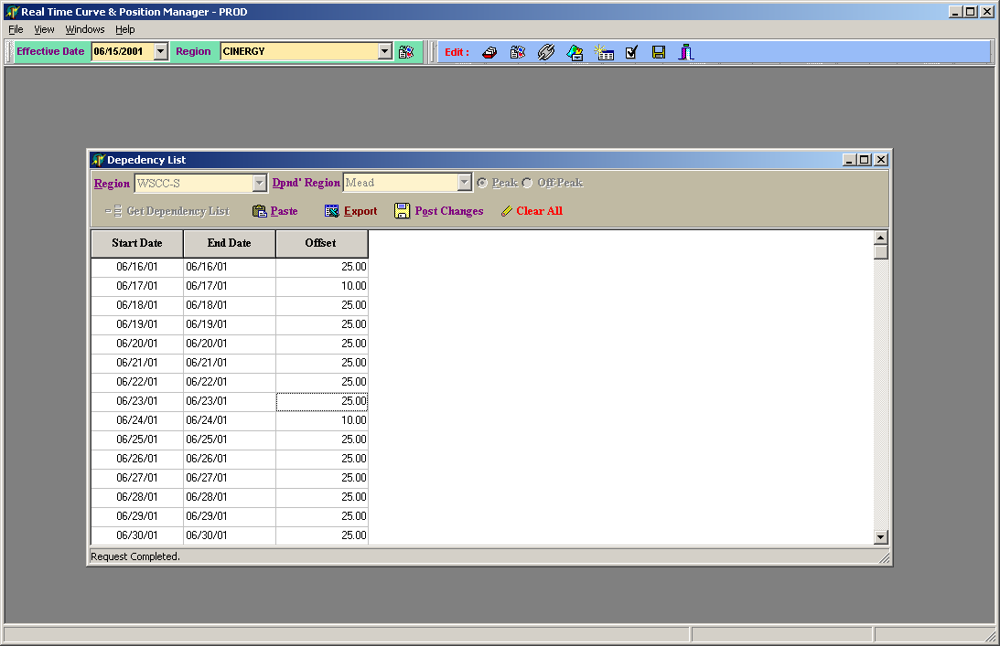 Real Time Curve & Position Manager - PROD
File View Windows Help
Effective Date 06/15/2001 Region CINERGY Edit :
Depedency List
Region WSCC-S Dpnd' Region Mead Peak Off-Peak
Get Dependency List Paste Export Post Changes Clear All
Start Date End Date Offset
06/16/01 06/16/01 25.00
06/17/01 06/17/01 10.00
06/18/01 06/18/01 25.00
06/19/01 06/19/01 25.00
06/20/01 06/20/01 25.00
06/21/01 06/21/01 25.00
06/22/01 06/22/01 25.00
06/23/01 06/23/01 25.00
06/24/01 06/24/01 10.00
06/25/01 06/25/01 25.00
06/26/01 06/26/01 25.00
06/27/01 06/27/01 25.00
06/28/01 06/28/01 25.00
06/29/01 06/29/01 25.00
06/30/01 06/30/01 25.00
Request Completed.